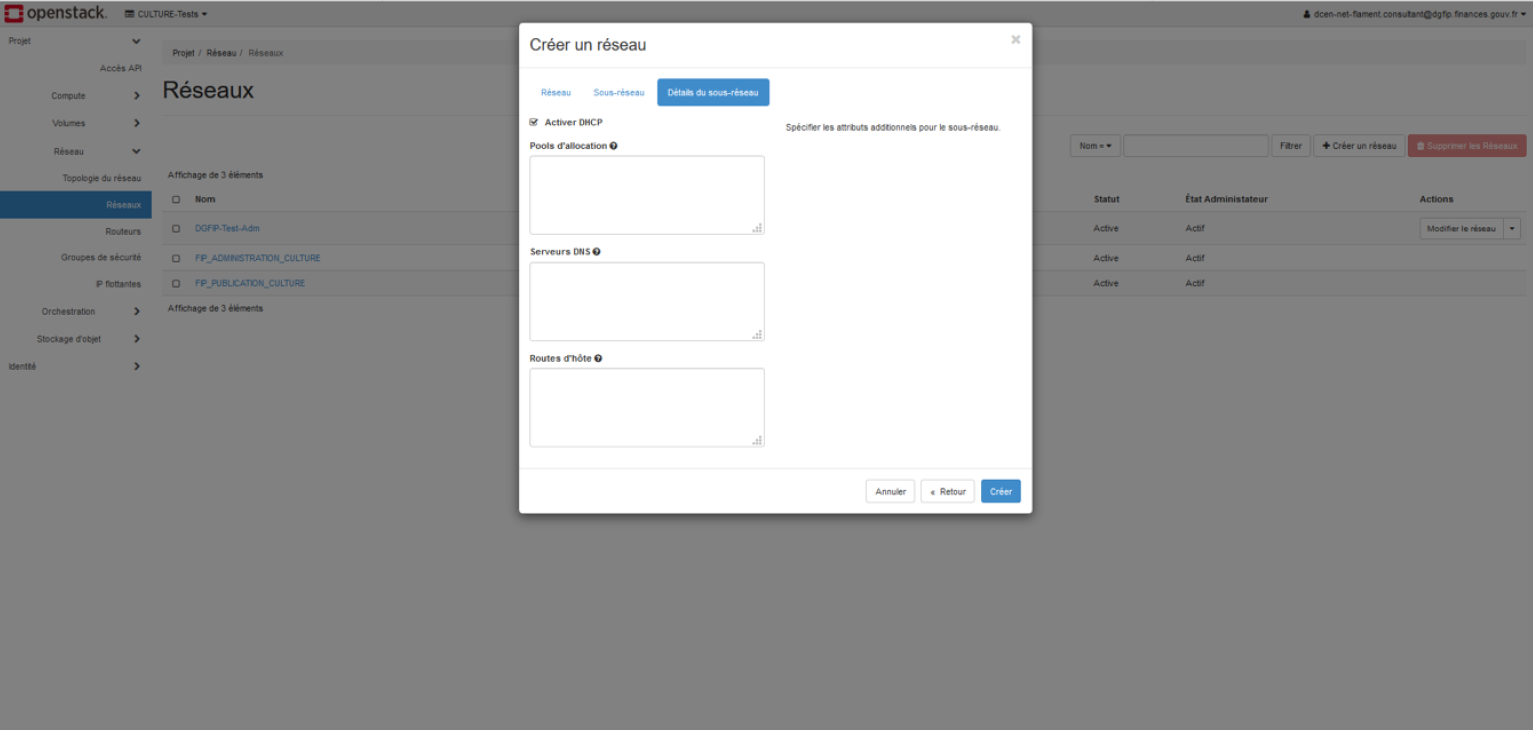 openstack. CULTURE-Tests dcen-net-flament.consultant@dgfip.finances.gouv.fr
Projet
Accès API
Compute
Volumes
Réseau
Topologie du réseau
Réseaux
Routeurs
Groupes de sécurité
IP flottantes
Orchestration
Stockage d'objet
Identité
Projet / Réseau / Réseaux
Réseaux
Nom = Filtrer + Créer un réseau Supprimer les Réseaux
Affichage de 3 éléments
Nom Statut État Administrateur Actions
DGFIP-Test-Adm Active Actif Modifier le réseau
FIP_ADMINISTRATION_CULTURE Active Actif
FIP_PUBLICATION_CULTURE Active Actif
Affichage de 3 éléments
Créer un réseau ×
Réseau Sous-réseau Détails du sous-réseau
Activer DHCP
Spécifier les attributs additionnels pour le sous-réseau.
Pools d'allocation
Serveurs DNS
Routes d'hôte
Annuler « Retour Créer